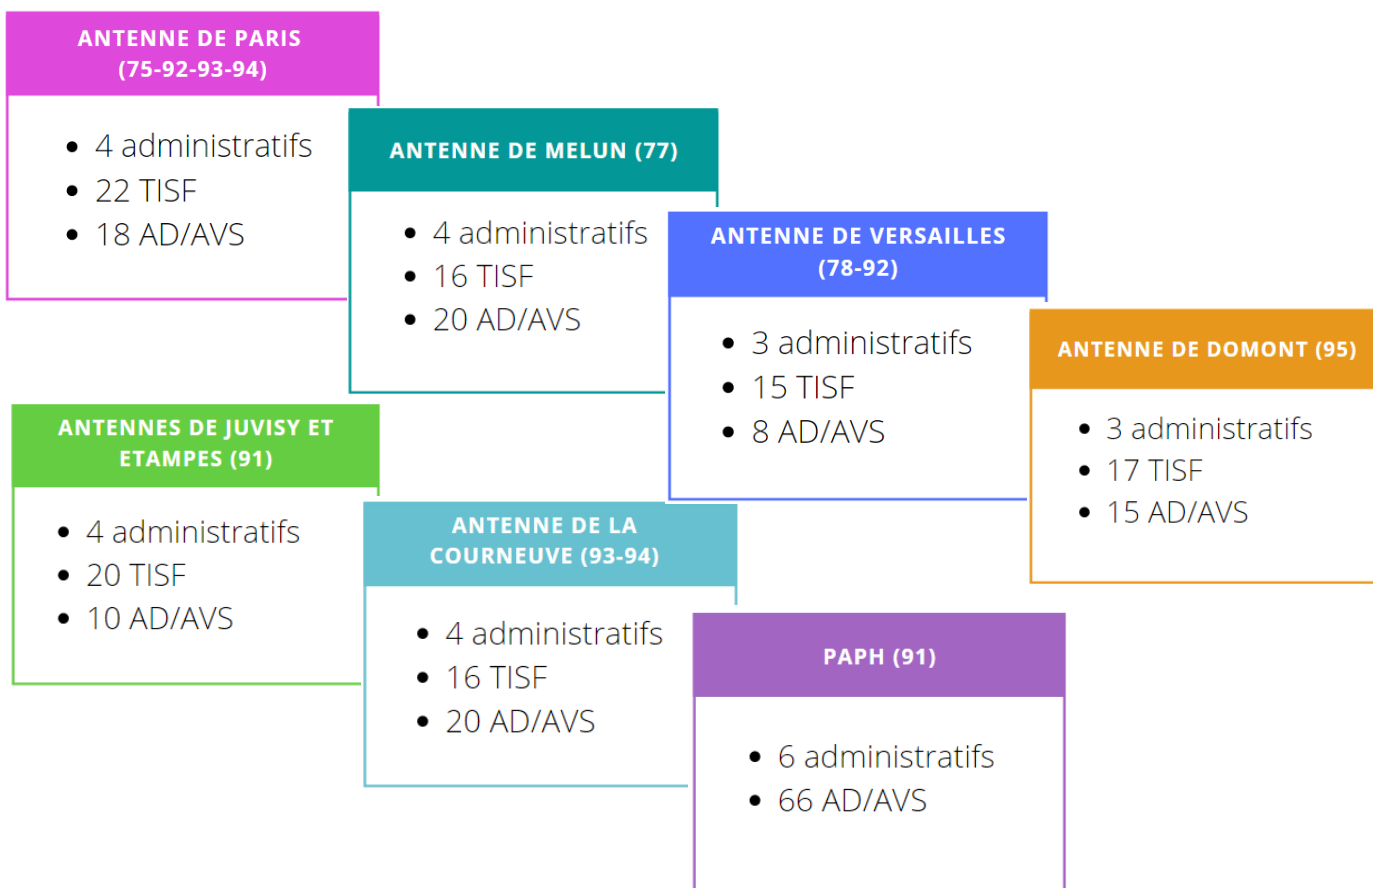 ANTENNE DE PARIS
(75-92-93-94)
• 4 administratifs
• 22 TISF
• 18 AD/AVS
ANTENNE DE MELUN (77)
• 4 administratifs
• 16 TISF
• 20 AD/AVS
ANTENNE DE VERSAILLES
(78-92)
• 3 administratifs
• 15 TISF
• 8 AD/AVS
ANTENNE DE DOMONT (95)
• 3 administratifs
• 17 TISF
• 15 AD/AVS
ANTENNES DE JUVISY ET
ETAMPES (91)
• 4 administratifs
• 20 TISF
• 10 AD/AVS
ANTENNE DE LA
COURNEUVE (93-94)
• 4 administratifs
• 16 TISF
• 20 AD/AVS
PAPH (91)
• 6 administratifs
• 66 AD/AVS